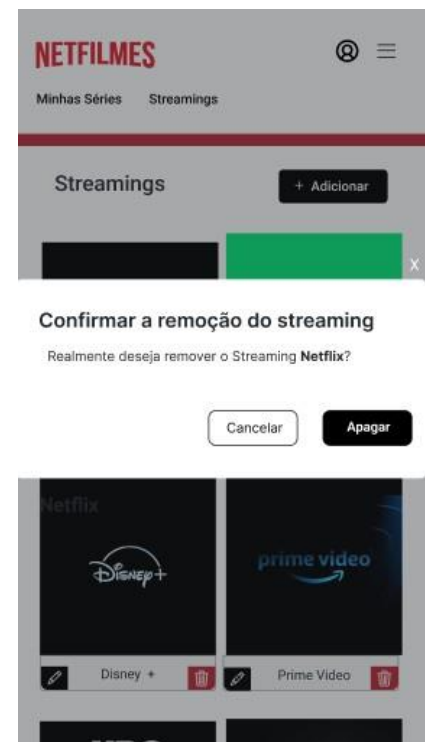 NETFILMES
Minhas Séries Streamings
Streamings
+ Adicionar
X
Confirmar a remoção do streaming
Realmente deseja remover o Streaming Netflix?
Cancelar Apagar
Netflix
Disney+ prime video
Disney + Prime Video
HBO